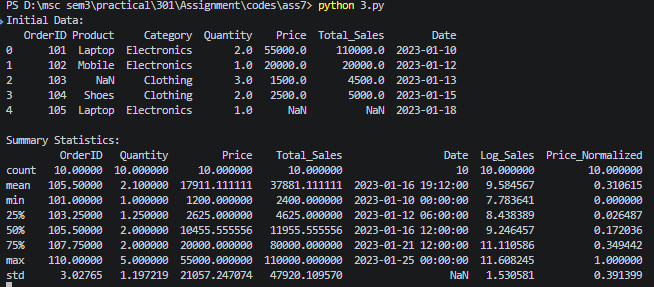 PS D:\msc sem3\practical\301\Assignment\codes\ass7> python 3.py
Initial Data:
   OrderID Product     Category  Quantity    Price  Total_Sales        Date
0      101  Laptop  Electronics       2.0  55000.0     110000.0  2023-01-10
1      102  Mobile  Electronics       1.0  20000.0      20000.0  2023-01-12
2      103     NaN     Clothing       3.0   1500.0       4500.0  2023-01-13
3      104   Shoes     Clothing       2.0   2500.0       5000.0  2023-01-15
4      105  Laptop  Electronics       1.0      NaN          NaN  2023-01-18
Summary Statistics:
         OrderID   Quantity         Price    Total_Sales                 Date  Log_Sales  Price_Normalized
count   10.00000  10.000000     10.000000      10.000000                   10  10.000000         10.000000
mean   105.50000   2.100000  17911.111111   37881.111111  2023-01-16 19:12:00   9.584567          0.310615
min    101.00000   1.000000   1200.000000    2400.000000  2023-01-10 00:00:00   7.783641          0.000000
25%    103.25000   1.250000   2625.000000    4625.000000  2023-01-12 06:00:00   8.438389          0.026487
50%    105.50000   2.000000  10455.555556   11955.555556  2023-01-16 12:00:00   9.246457          0.172036
75%    107.75000   2.000000  20000.000000   80000.000000  2023-01-21 12:00:00  11.110586          0.349442
max    110.00000   5.000000  55000.000000  110000.000000  2023-01-25 00:00:00  11.608245          1.000000
std      3.02765   1.197219  21057.247074   47920.109570                  NaN   1.530581          0.391399